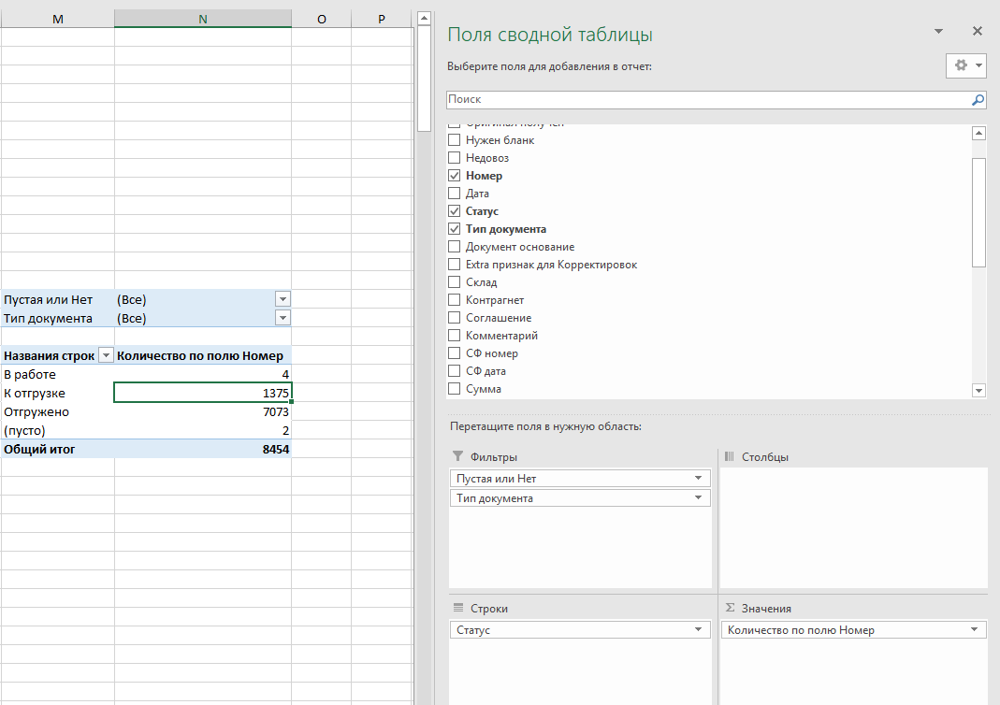 M N O P
Пустая или Нет (Все)
Тип документа (Все)
Названия строк Количество по полю Номер
В работе 4
К отгрузке 1375
Отгружено 7073
(пусто) 2
Общий итог 8454
Поля сводной таблицы
Выберите поля для добавления в отчет:
Поиск
Нужен бланк
Недовоз
Номер
Дата
Статус
Тип документа
Документ основание
Extra признак для Корректировок
Склад
Контрагнет
Соглашение
Комментарий
СФ номер
СФ дата
Сумма
Перетащите поля в нужную область:
Фильтры
Пустая или Нет
Тип документа
Столбцы
Строки
Статус
Значения
Количество по полю Номер